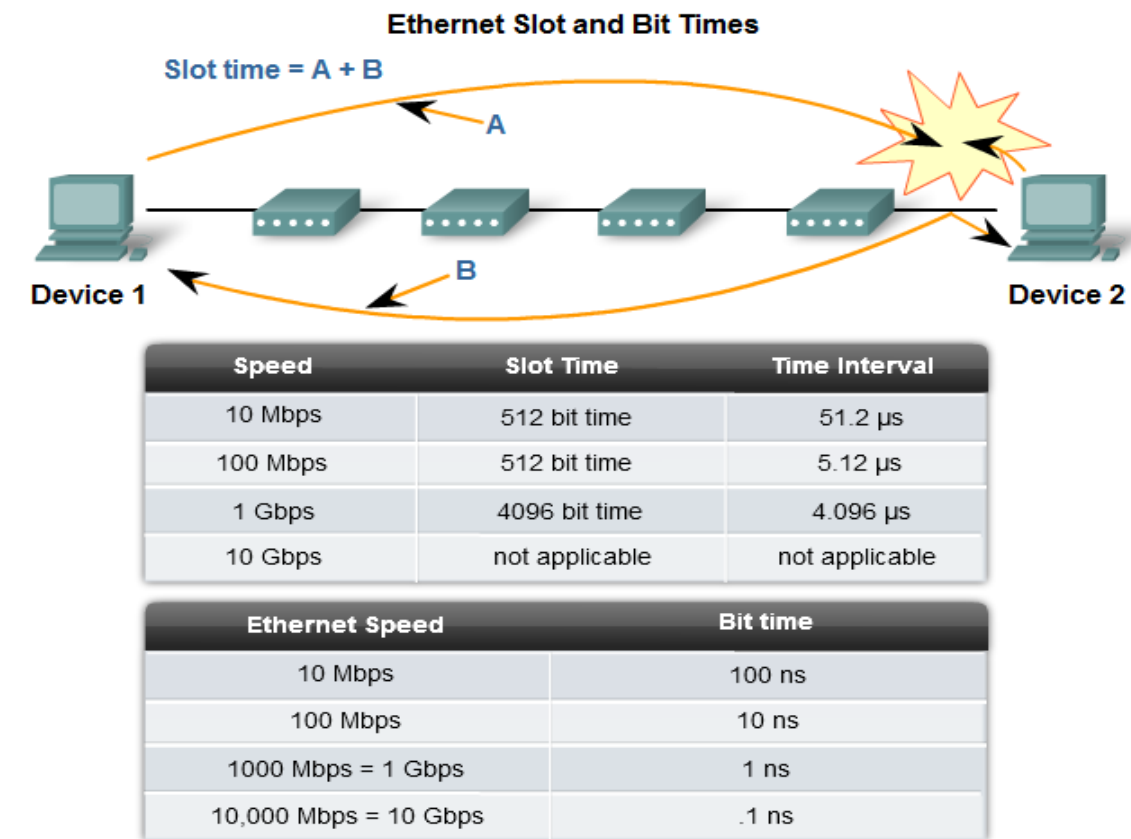 Ethernet Slot and Bit Times
Slot time = A + B
A
B
Device 1
Device 2
Speed Slot Time Time Interval
10 Mbps 512 bit time 51.2 µs
100 Mbps 512 bit time 5.12 µs
1 Gbps 4096 bit time 4.096 µs
10 Gbps not applicable not applicable
Ethernet Speed Bit time
10 Mbps 100 ns
100 Mbps 10 ns
1000 Mbps = 1 Gbps 1 ns
10,000 Mbps = 10 Gbps .1 ns